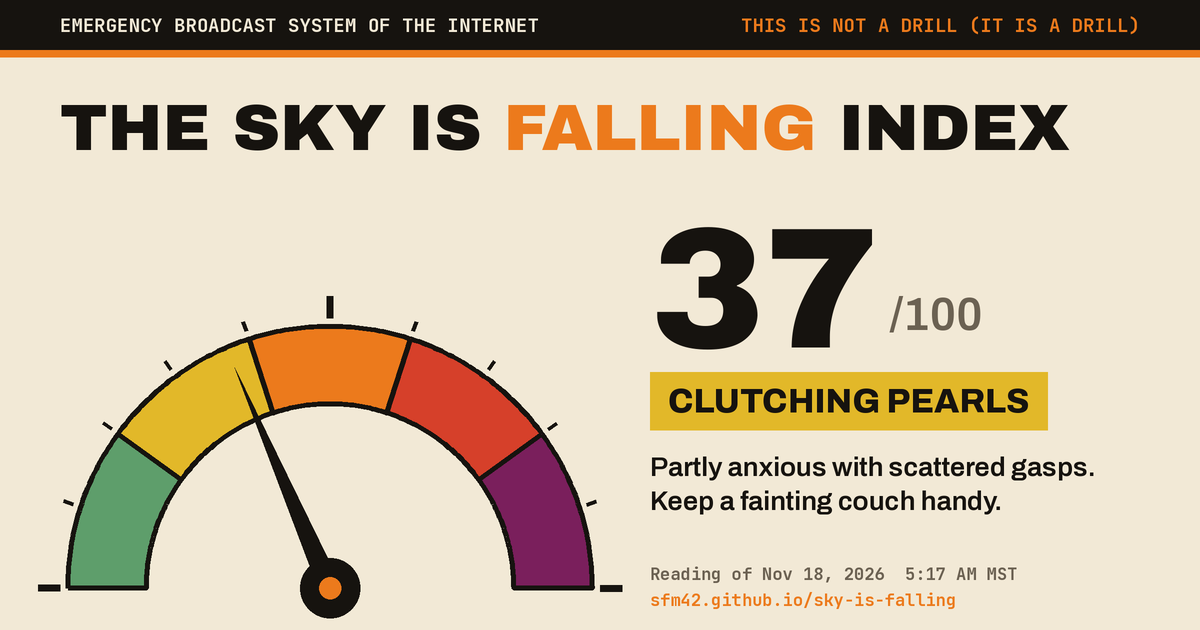 EMERGENCY BROADCAST SYSTEM OF THE INTERNET
THIS IS NOT A DRILL (IT IS A DRILL)
THE SKY IS FALLING INDEX
37 /100
CLUTCHING PEARLS
Partly anxious with scattered gasps.
Keep a fainting couch handy.
Reading of Nov 18, 2026  5:17 AM MST
sfm42.github.io/sky-is-falling